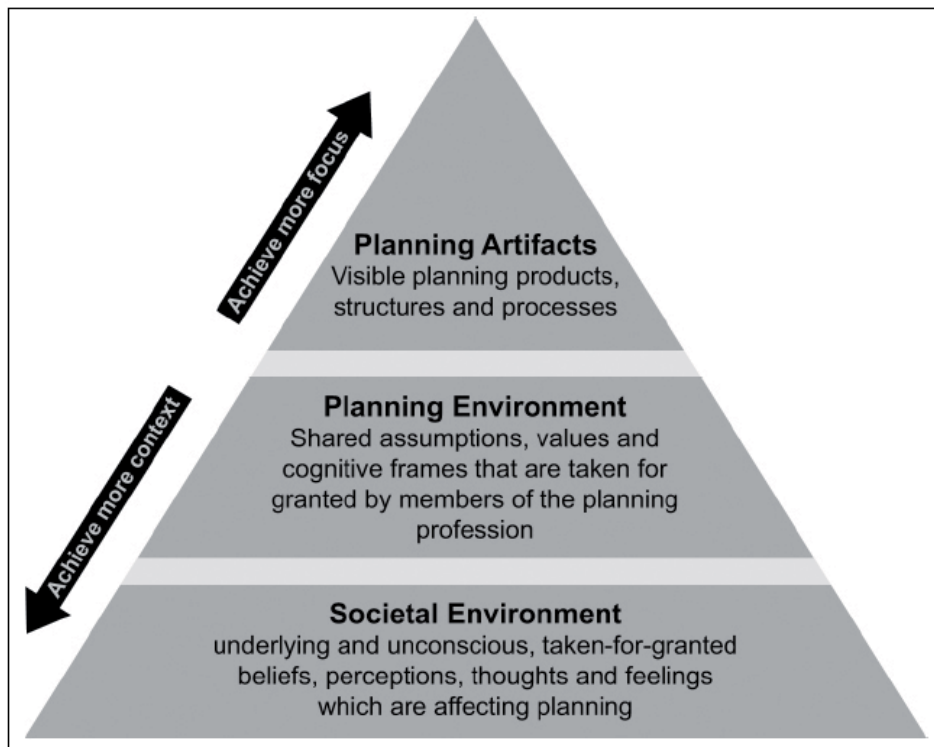 Achieve more focus
Planning Artifacts
Visible planning products,
structures and processes
Achieve more context
Planning Environment
Shared assumptions, values and
cognitive frames that are taken for
granted by members of the planning
profession
Societal Environment
underlying and unconscious, taken-for-granted
beliefs, perceptions, thoughts and feelings
which are affecting planning